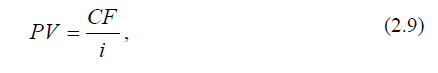 PV = CF / i , (2.9)